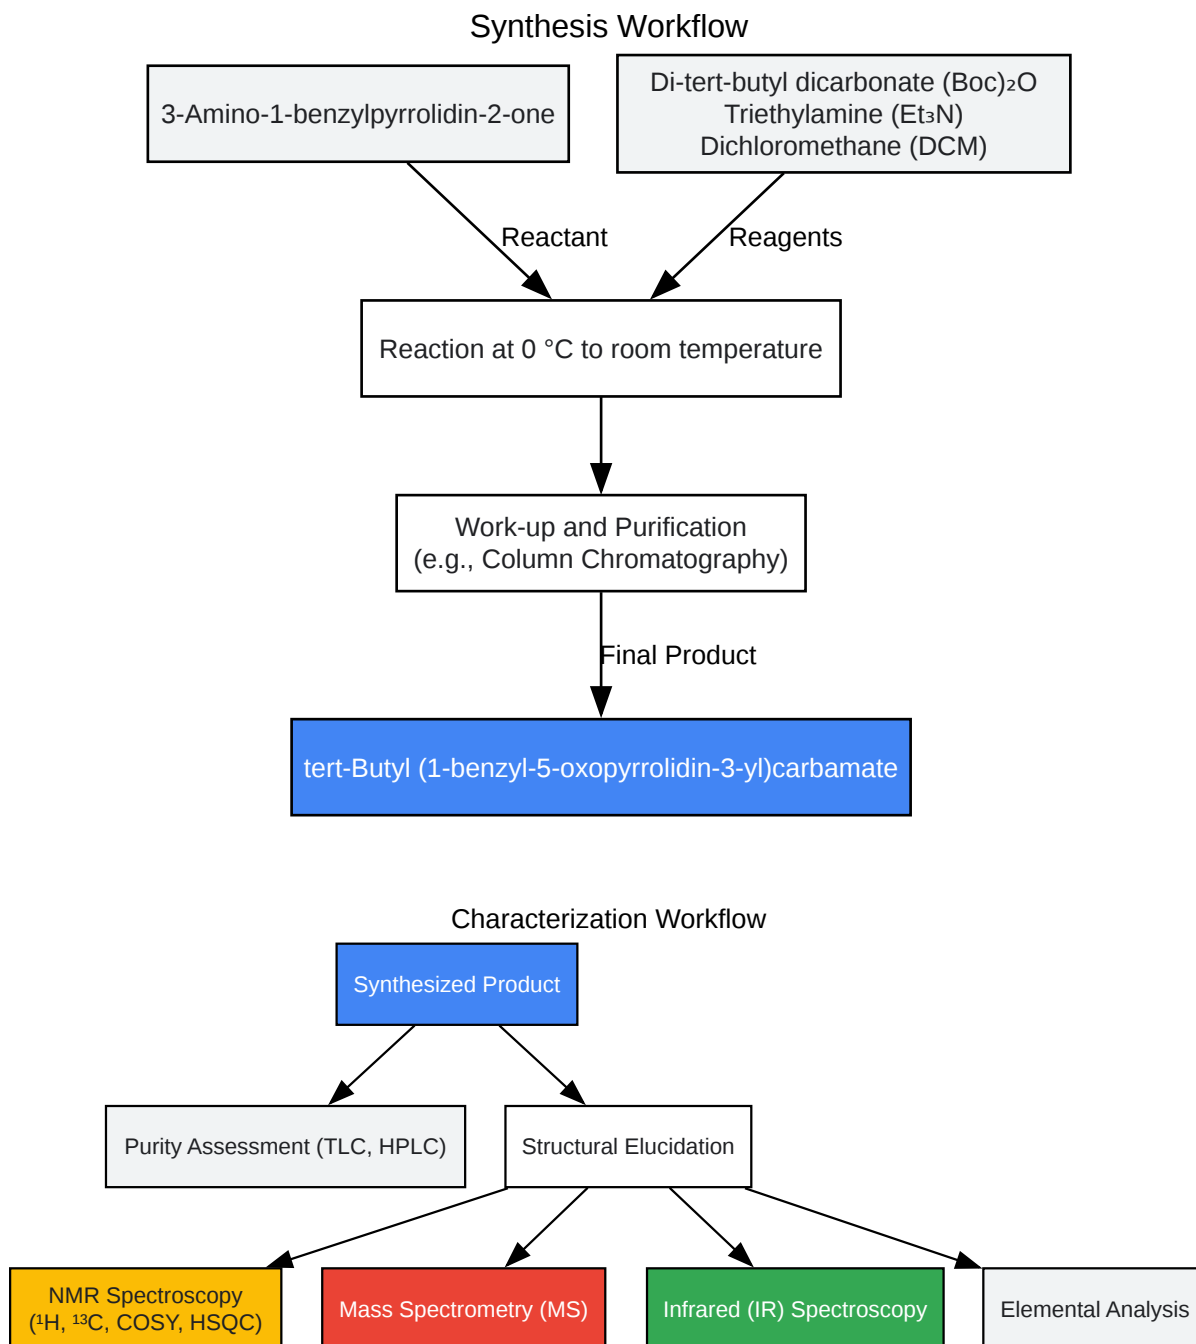 Synthesis Workflow
3-Amino-1-benzylpyrrolidin-2-one
Di-tert-butyl dicarbonate (Boc)₂O
Triethylamine (Et₃N)
Dichloromethane (DCM)
Reactant
Reagents
Reaction at 0 °C to room temperature
Work-up and Purification
(e.g., Column Chromatography)
Final Product
tert-Butyl (1-benzyl-5-oxopyrrolidin-3-yl)carbamate
Characterization Workflow
Synthesized Product
Purity Assessment (TLC, HPLC)
Structural Elucidation
NMR Spectroscopy
(¹H, ¹³C, COSY, HSQC)
Mass Spectrometry (MS)
Infrared (IR) Spectroscopy
Elemental Analysis